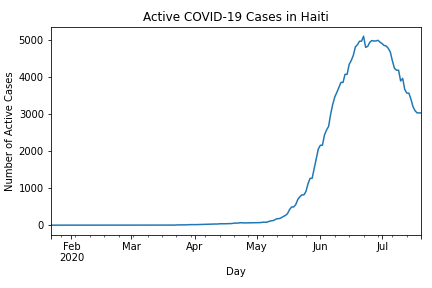 Active COVID-19 Cases in Haiti
5000
4000
3000
2000
1000
0
Number of Active Cases
Feb Mar Apr May Jun Jul
2020
Day